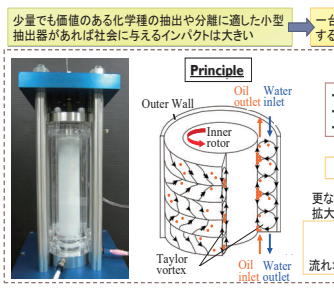 少量でも価値のある化学種の抽出や分離に適した小型
抽出器があれば社会に与えるインパクトは大きい
一台
する
Principle
Oil outlet
Water inlet
Outer Wall
Inner rotor
Taylor vortex
Oil inlet
Water outlet
更な
拡大
流れ